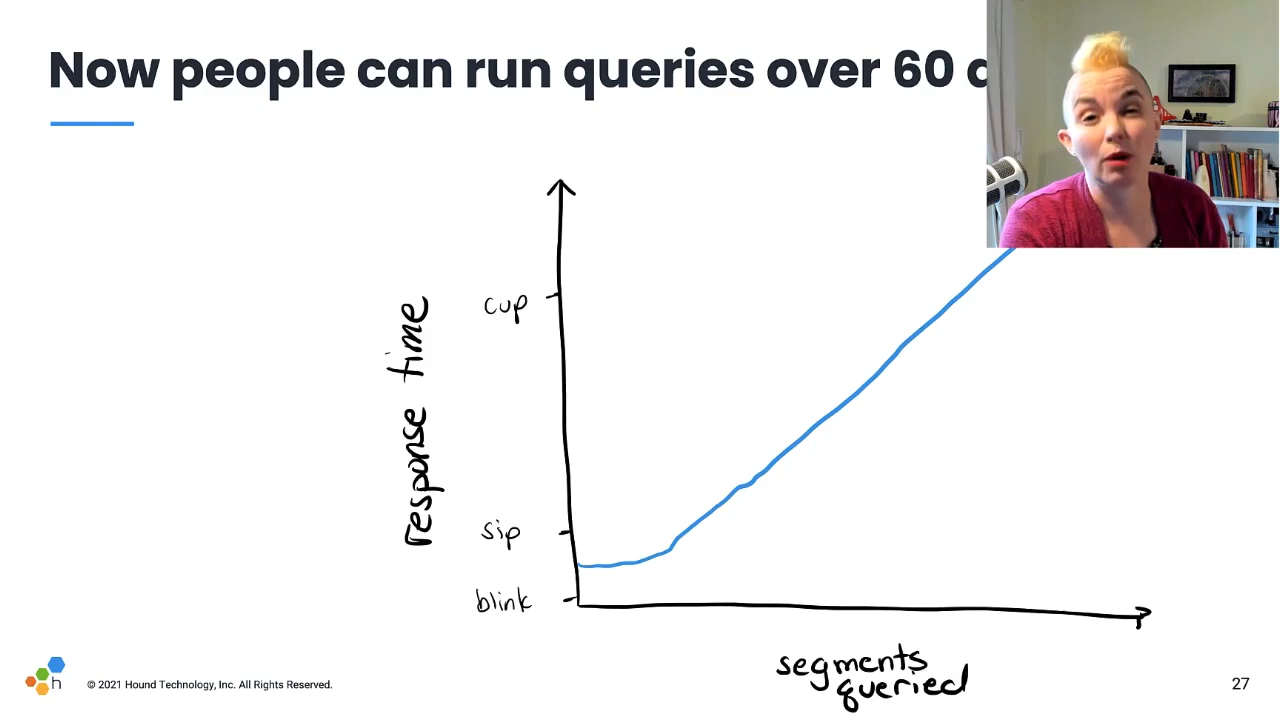 Now people can run queries over 60
cup
response time
sip
blink
segments
queried
h
© 2021 Hound Technology, Inc. All Rights Reserved.
27